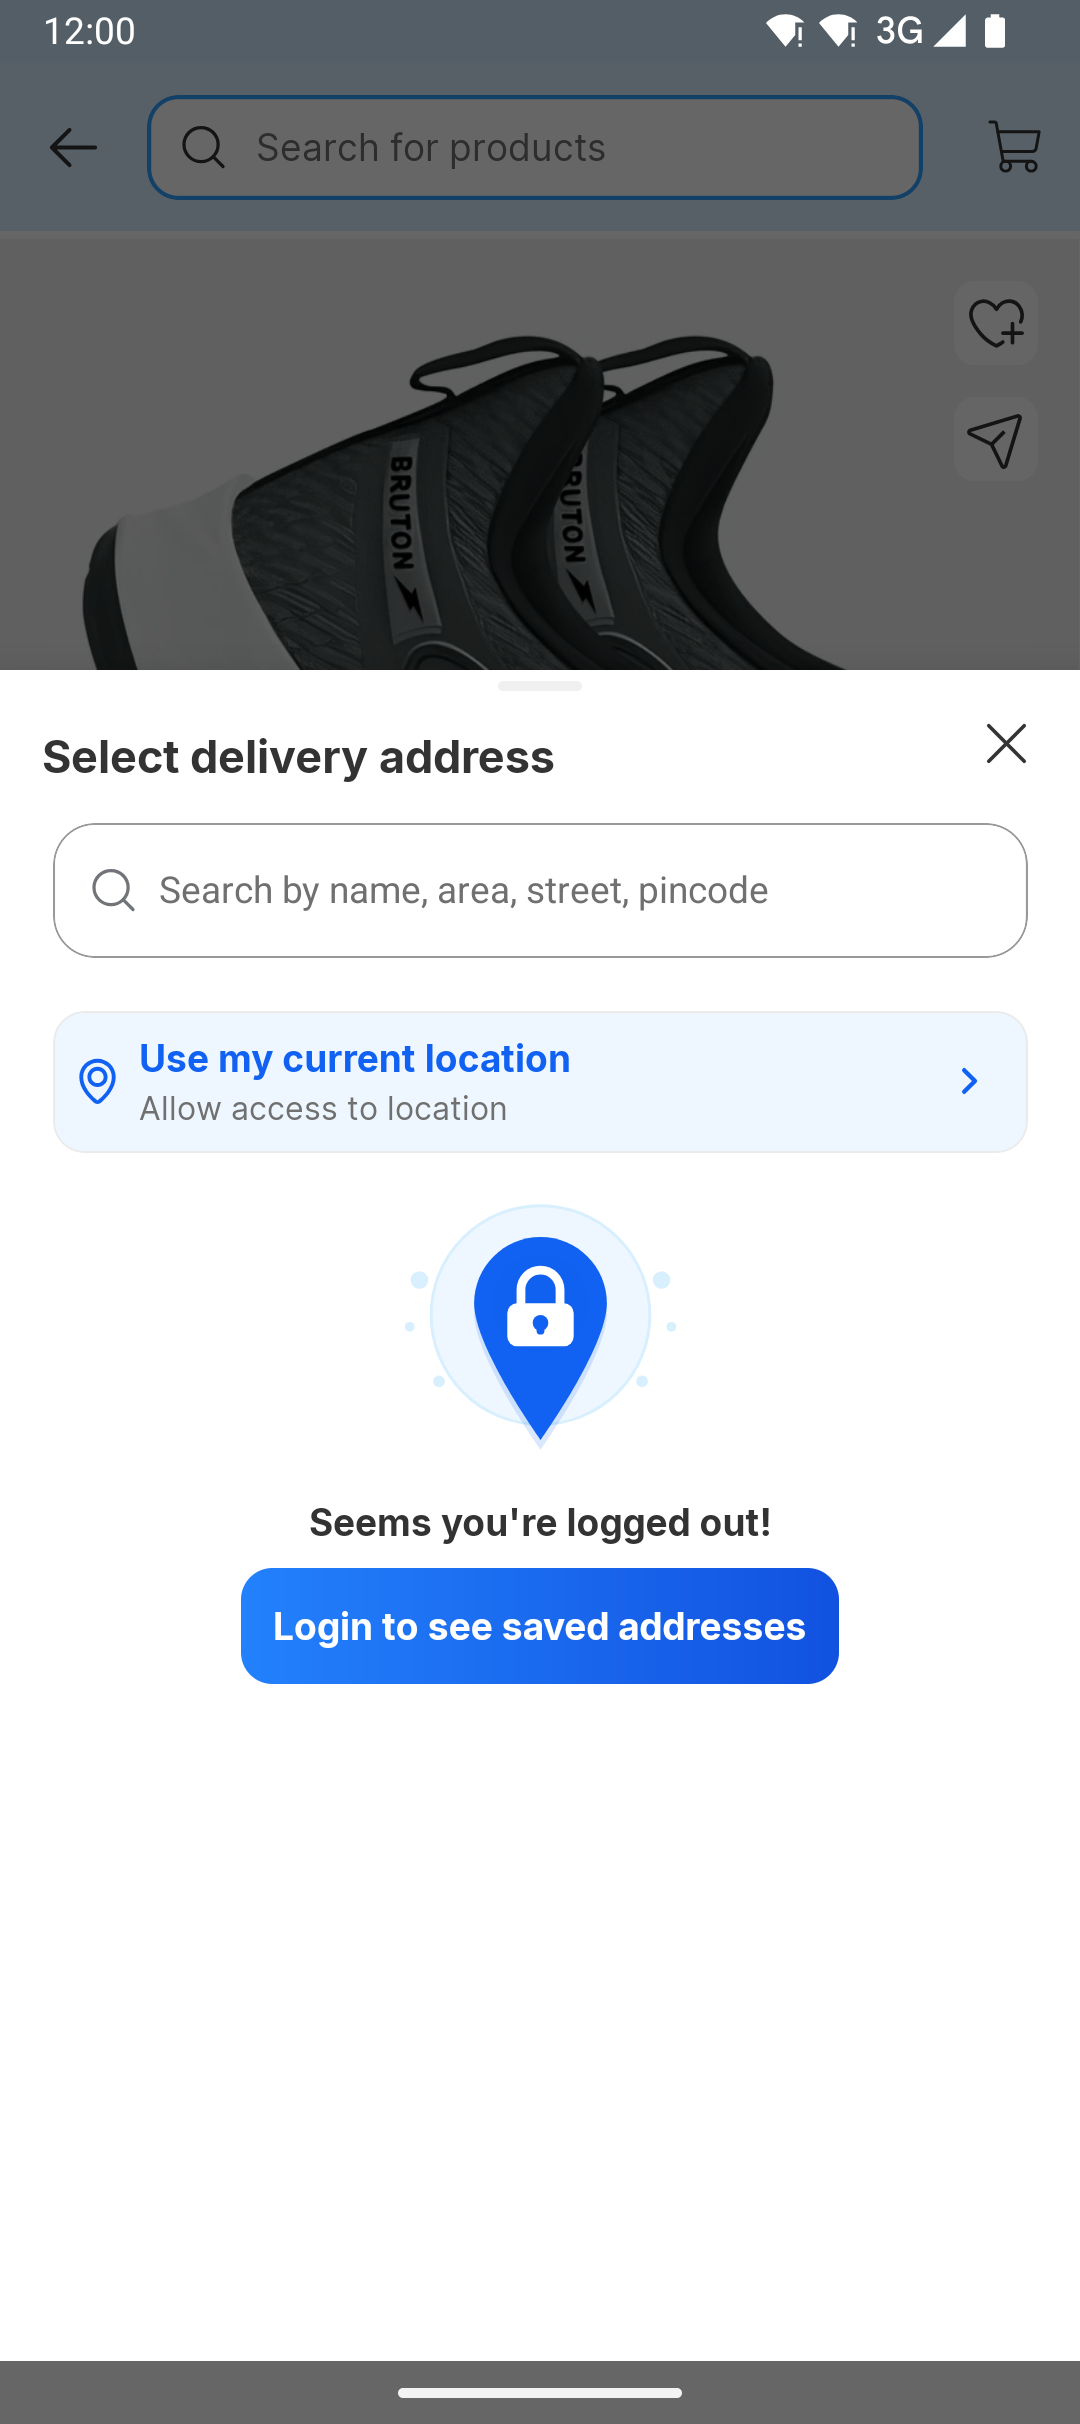 12:00
3G
Search for products
BRUTON
BRUTON
Select delivery address
Search by name, area, street, pincode
Use my current location
Allow access to location
Seems you're logged out!
Login to see saved addresses